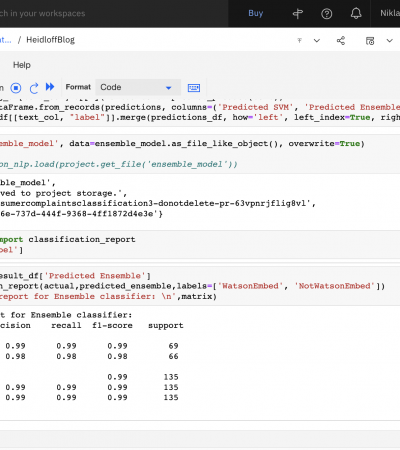 ch in your workspaces
Buy
Nikla
at... / HeidloffBlog
Help
n
Format
Code
taFrame.from_records(predictions, columns=('Predicted SVM', 'Predicted Ensemble
df[[text_col, "label"]].merge(predictions_df, how='left', left_index=True, righ
emble_model', data=ensemble_model.as_file_like_object(), overwrite=True)
on_nlp.load(project.get_file('ensemble_model'))
ble_model',
ved to project storage.',
sumercomplaintsclassification3-donotdelete-pr-63vpnrjflig8vl',
6e-737d-444f-9368-4ff1872d4e3e'}
mport classification_report
bel']
esult_df['Predicted Ensemble']
n_report(actual,predicted_ensemble,labels=['WatsonEmbed', 'NotWatsonEmbed'])
report for Ensemble classifier: \n',matrix)
t for Ensemble classifier:
cision recall f1-score support
0.99 0.99 0.99 69
0.98 0.98 0.98 66
0.99 135
0.99 0.99 0.99 135
0.99 0.99 0.99 135